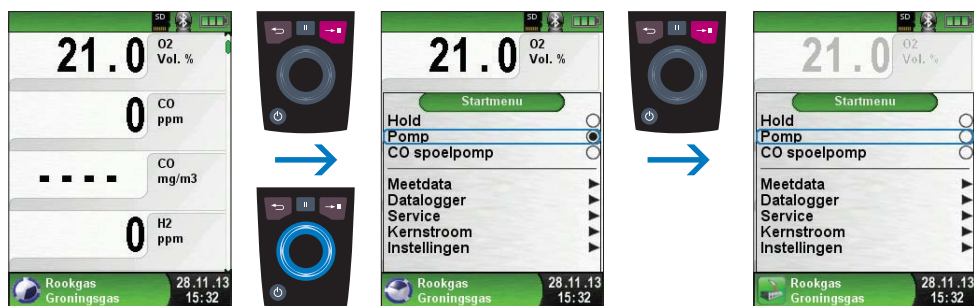 SD
21.0 O2 Vol. %
0 CO ppm
---- CO mg/m3
0 H2 ppm
Rookgas 28.11.13
Groningsgas 15:32
SD
21.0 O2 Vol. %
Startmenu
Hold
Pomp
CO spoelpomp
Meetdata
Datalogger
Service
Kernstroom
Instellingen
Rookgas 28.11.13
Groningsgas 15:32
SD
21.0 O2 Vol. %
Startmenu
Hold
Pomp
CO spoelpomp
Meetdata
Datalogger
Service
Kernstroom
Instellingen
Rookgas 28.11.13
Groningsgas 15:32